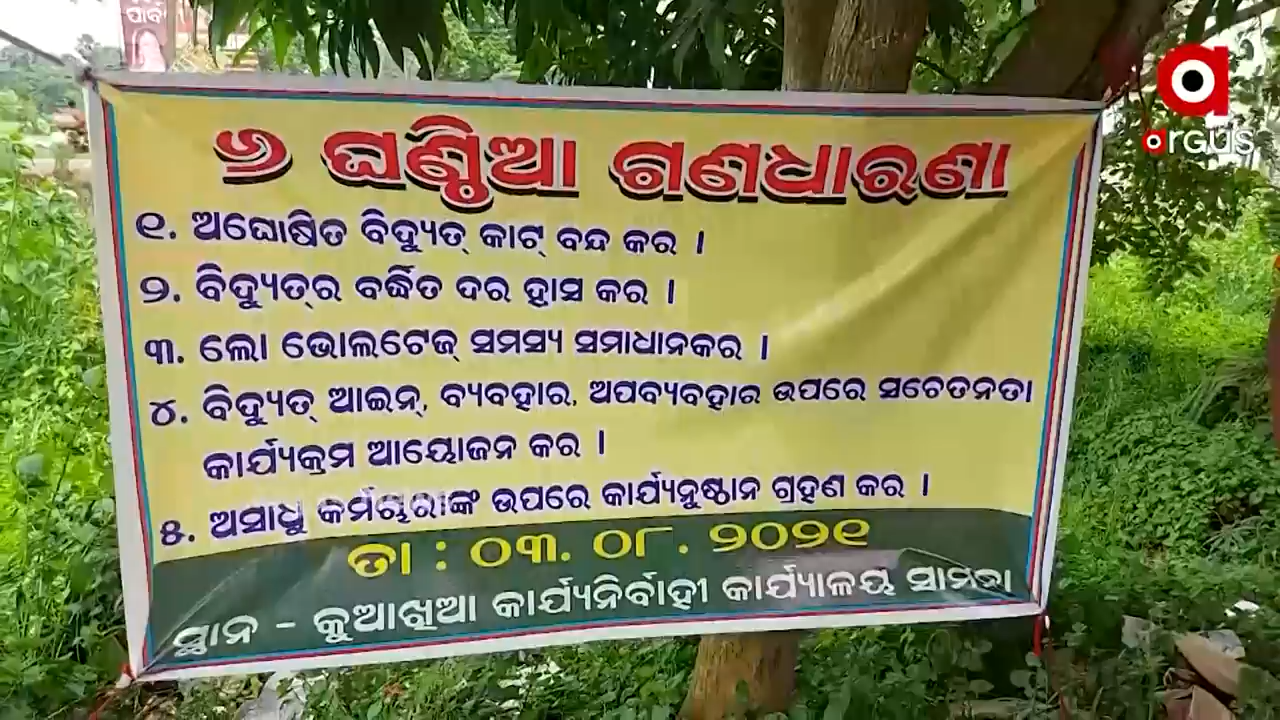 ପାର୍ବ
argus
୬ ଘଣ୍ଟିଆ ଗଣଧାରଣା
୧. ଅଘୋଷିତ ବିଦ୍ୟୁତ୍ କାଟ୍ ବନ୍ଦ କର ।
୨. ବିଦ୍ୟୁତ୍‌ର ବର୍ଦ୍ଧିତ ଦର ହ୍ରାସ କର ।
୩. ଲୋ ଭୋଲଟେଜ୍ ସମସ୍ୟ ସମାଧାନକର ।
୪. ବିଦ୍ୟୁତ୍ ଆଇନ୍, ବ୍ୟବହାର, ଅପବ୍ୟବହାର ଉପରେ ସଚେତନତା
କାର୍ଯ୍ୟକ୍ରମ ଆୟୋଜନ କର ।
୫. ଅସାଧୁ କର୍ମଚାରୀଙ୍କ ଉପରେ କାର୍ଯ୍ୟନୁଷ୍ଠାନ ଗ୍ରହଣ କର ।
ତା : ୦୩. ୦୮. ୨୦୨୧
ସ୍ଥାନ - କୁଆଖିଆ କାର୍ଯ୍ୟନିର୍ବାହୀ କାର୍ଯ୍ୟାଳୟ ସାମନା